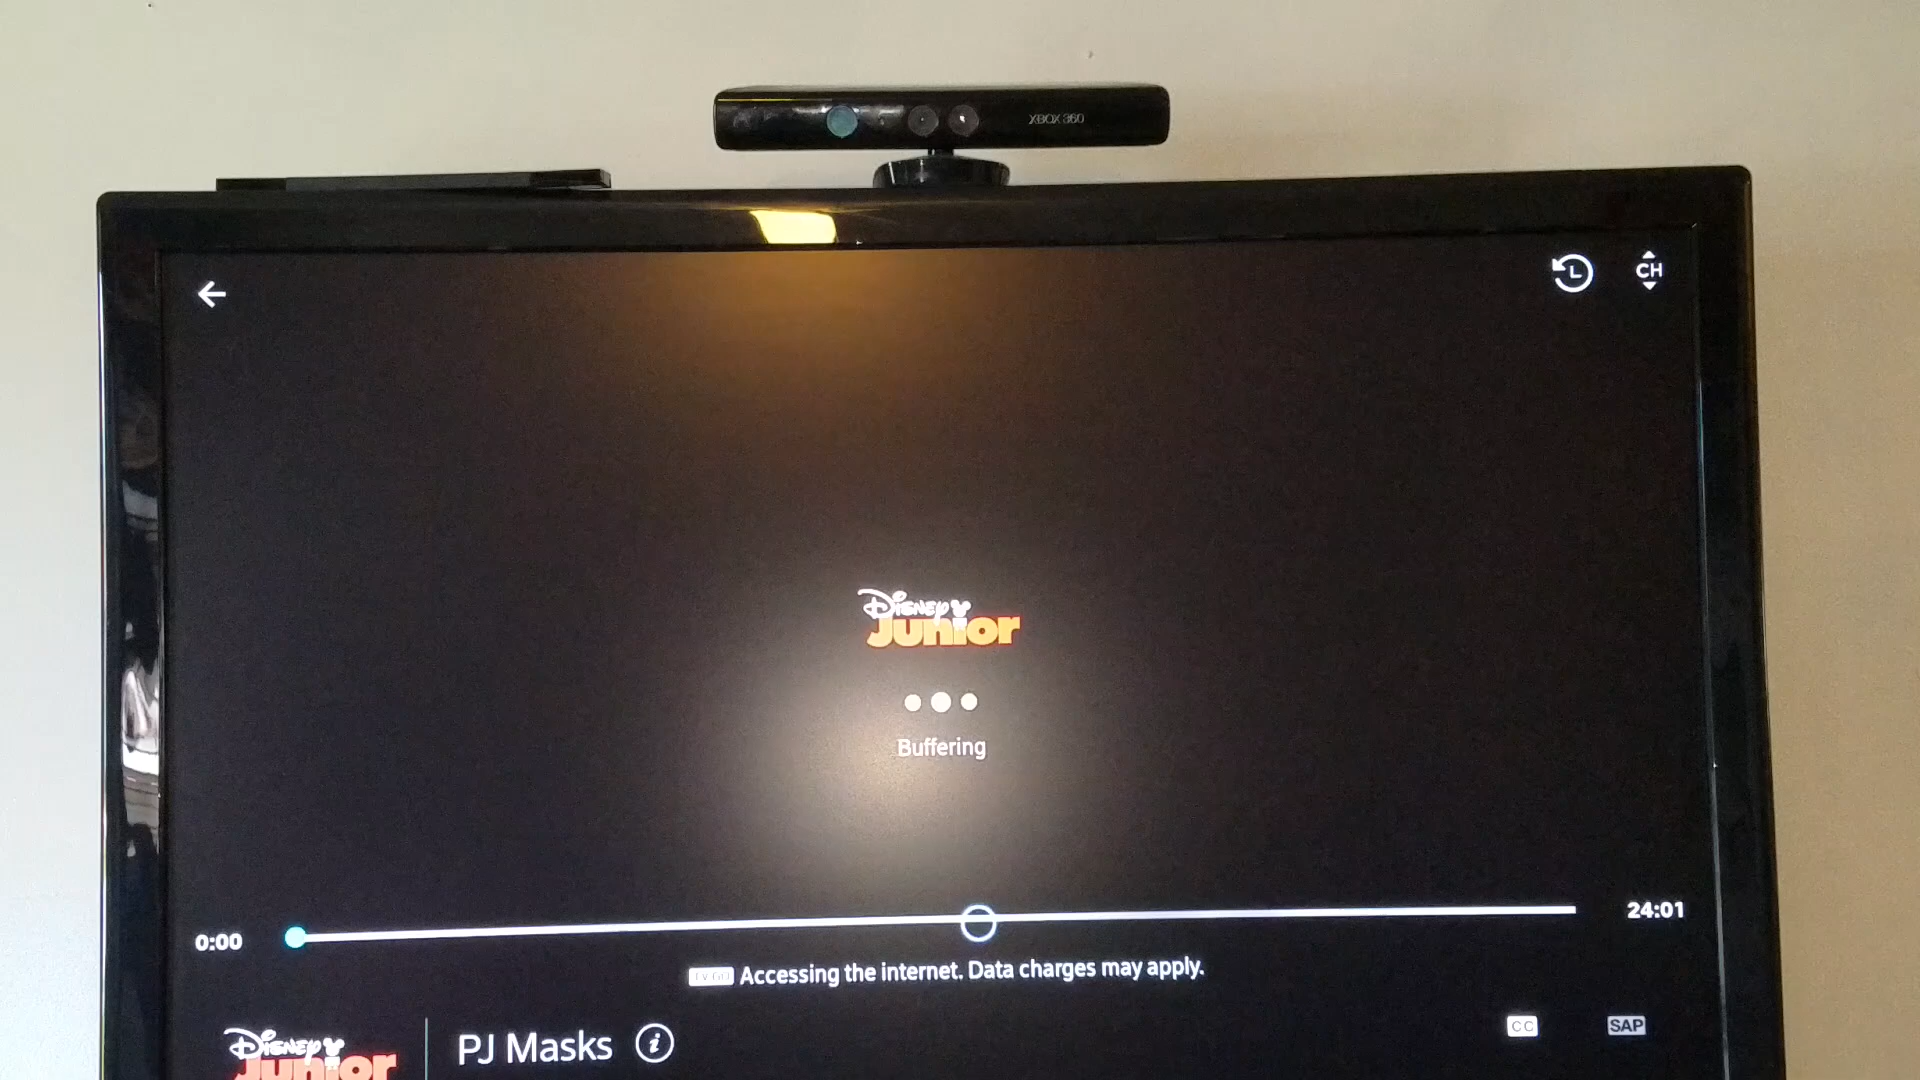 XBOX 360
CH
Disney
Junior
Buffering
0:00
24:01
Accessing the internet. Data charges may apply.
Disney
Junior
PJ Masks
i
CC
SAP